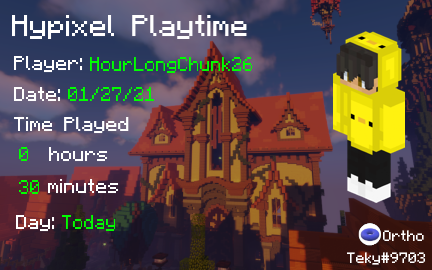 Hypixel Playtime
Player: HourLongChunk26
Date: 01/27/21
Time Played
0 hours
30 minutes
Day: Today
Ortho
Teky#9703